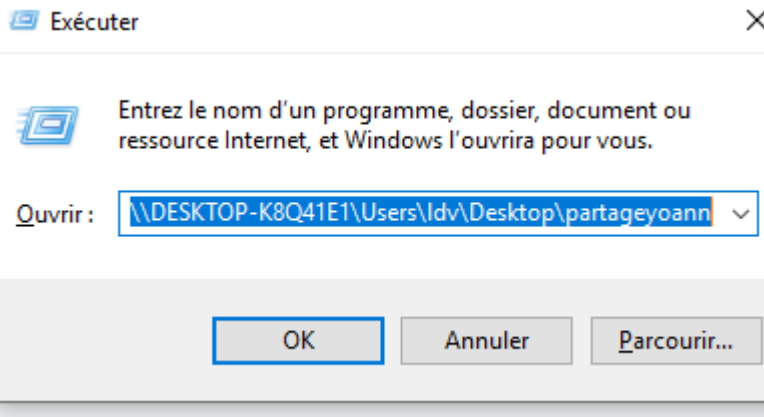 Exécuter
Entrez le nom d'un programme, dossier, document ou
ressource Internet, et Windows l'ouvrira pour vous.
Ouvrir : \\DESKTOP-K8Q41E1\Users\ldv\Desktop\partageyoann
OK Annuler Parcourir...